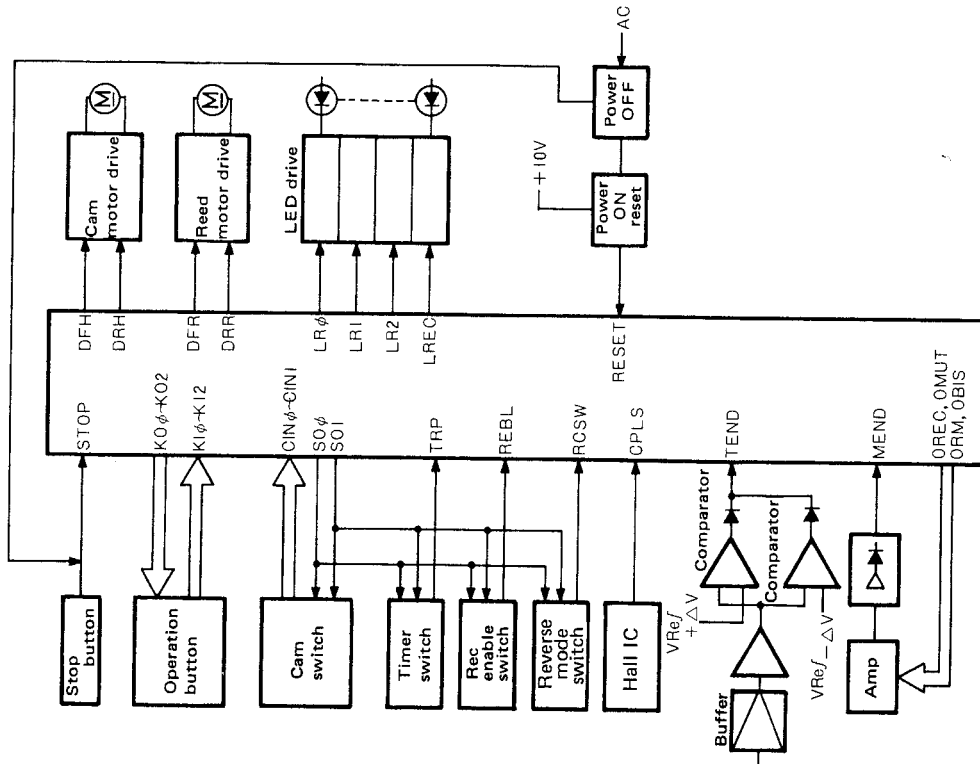 Cam
motor drive
M
Reed
motor drive
M
LED drive
Power
OFF
AC
+10V
Power
ON
reset
DFH
DRH
DFR
DRR
LRφ
LR1
LR2
LREC
RESET
STOP
KOφ~KO2
KIφ~KI2
CINφ~CIN1
SOφ
SO1
TRP
REBL
RCSW
CPLS
TEND
MEND
OREC, OMUT
ORM, OBIS
Stop
button
Operation
button
Cam
switch
Timer
switch
Rec
enable
switch
Reverse
mode
switch
Hall IC
VRef
+ΔV
Comparator
Comparator
VRef-ΔV
Buffer
Amp